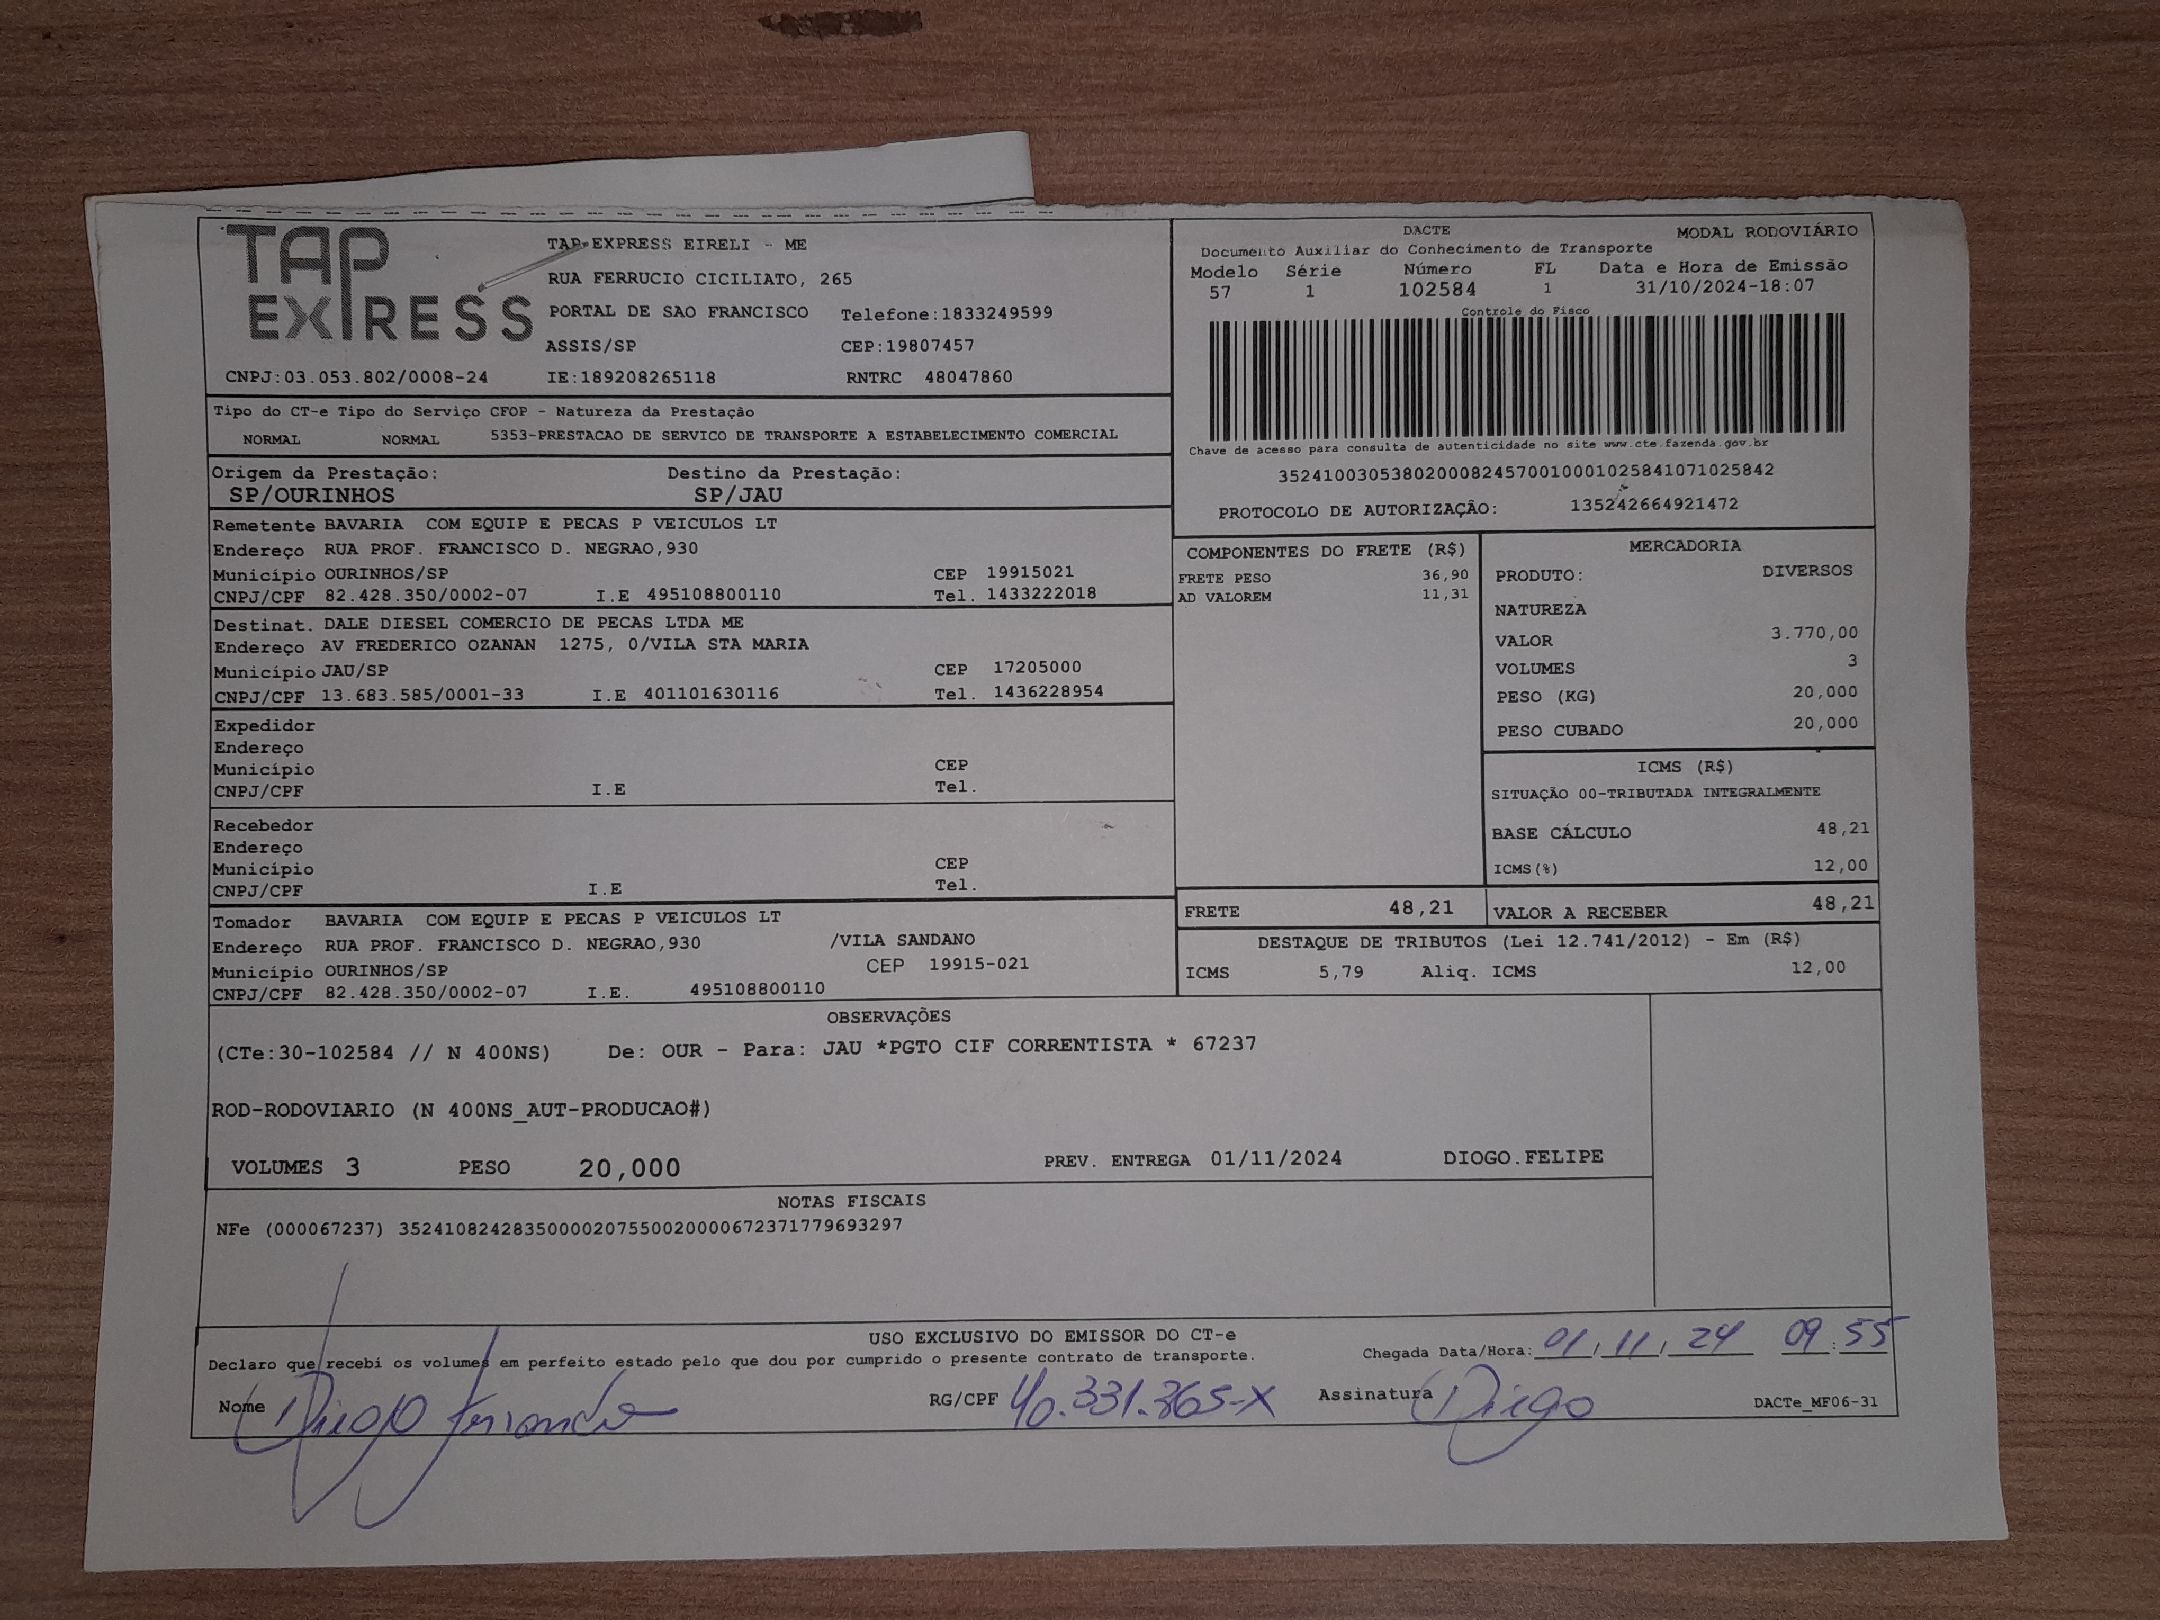 TAP EXPRESS
TAP EXPRESS EIRELI - ME
RUA FERRUCIO CICILIATO, 265
PORTAL DE SAO FRANCISCO Telefone:1833249599
ASSIS/SP CEP:19807457
CNPJ:03.053.802/0008-24 IE:189208265118 RNTRC 48047860
DACTE MODAL RODOVIÁRIO
Documento Auxiliar do Conhecimento de Transporte
Modelo Série Número FL Data e Hora de Emissão
57 1 102584 1 31/10/2024-18:07
Controle do Fisco
Chave de acesso para consulta de autenticidade no site www.cte.fazenda.gov.br
35241003053802000824570010001025841071025842
PROTOCOLO DE AUTORIZAÇÃO: 135242664921472
Tipo do CT-e Tipo do Serviço CFOP - Natureza da Prestação
NORMAL NORMAL 5353-PRESTACAO DE SERVICO DE TRANSPORTE A ESTABELECIMENTO COMERCIAL
Origem da Prestação: Destino da Prestação:
SP/OURINHOS SP/JAU
Remetente BAVARIA COM EQUIP E PECAS P VEICULOS LT
Endereço RUA PROF. FRANCISCO D. NEGRAO,930
Município OURINHOS/SP CEP 19915021
CNPJ/CPF 82.428.350/0002-07 I.E 495108800110 Tel. 1433222018
Destinat. DALE DIESEL COMERCIO DE PECAS LTDA ME
Endereço AV FREDERICO OZANAN 1275, 0/VILA STA MARIA
Município JAU/SP CEP 17205000
CNPJ/CPF 13.683.585/0001-33 I.E 401101630116 Tel. 1436228954
Expedidor
Endereço
Município CEP
CNPJ/CPF I.E Tel.
Recebedor
Endereço
Município CEP
CNPJ/CPF I.E Tel.
Tomador BAVARIA COM EQUIP E PECAS P VEICULOS LT
Endereço RUA PROF. FRANCISCO D. NEGRAO,930 /VILA SANDANO
Município OURINHOS/SP CEP 19915-021
CNPJ/CPF 82.428.350/0002-07 I.E. 495108800110
COMPONENTES DO FRETE (R$)
FRETE PESO 36,90
AD VALOREM 11,31
MERCADORIA
PRODUTO: DIVERSOS
NATUREZA
VALOR 3.770,00
VOLUMES 3
PESO (KG) 20,000
PESO CUBADO 20,000
ICMS (R$)
SITUAÇÃO 00-TRIBUTADA INTEGRALMENTE
BASE CÁLCULO 48,21
ICMS(%) 12,00
FRETE 48,21 VALOR A RECEBER 48,21
DESTAQUE DE TRIBUTOS (Lei 12.741/2012) - Em (R$)
ICMS 5,79 Aliq. ICMS 12,00
OBSERVAÇÕES
(CTe:30-102584 // N 400NS) De: OUR - Para: JAU *PGTO CIF CORRENTISTA * 67237
ROD-RODOVIARIO (N 400NS_AUT-PRODUCAO#)
VOLUMES 3 PESO 20,000 PREV. ENTREGA 01/11/2024 DIOGO.FELIPE
NOTAS FISCAIS
NFe (000067237) 35241082428350000207550020000672371779693297
USO EXCLUSIVO DO EMISSOR DO CT-e
Declaro que recebi os volumes em perfeito estado pelo que dou por cumprido o presente contrato de transporte. Chegada Data/Hora: 01, 11, 24 09:55
Nome Diego RG/CPF 40.331.365-X Assinatura Diego DACTe_MF06-31